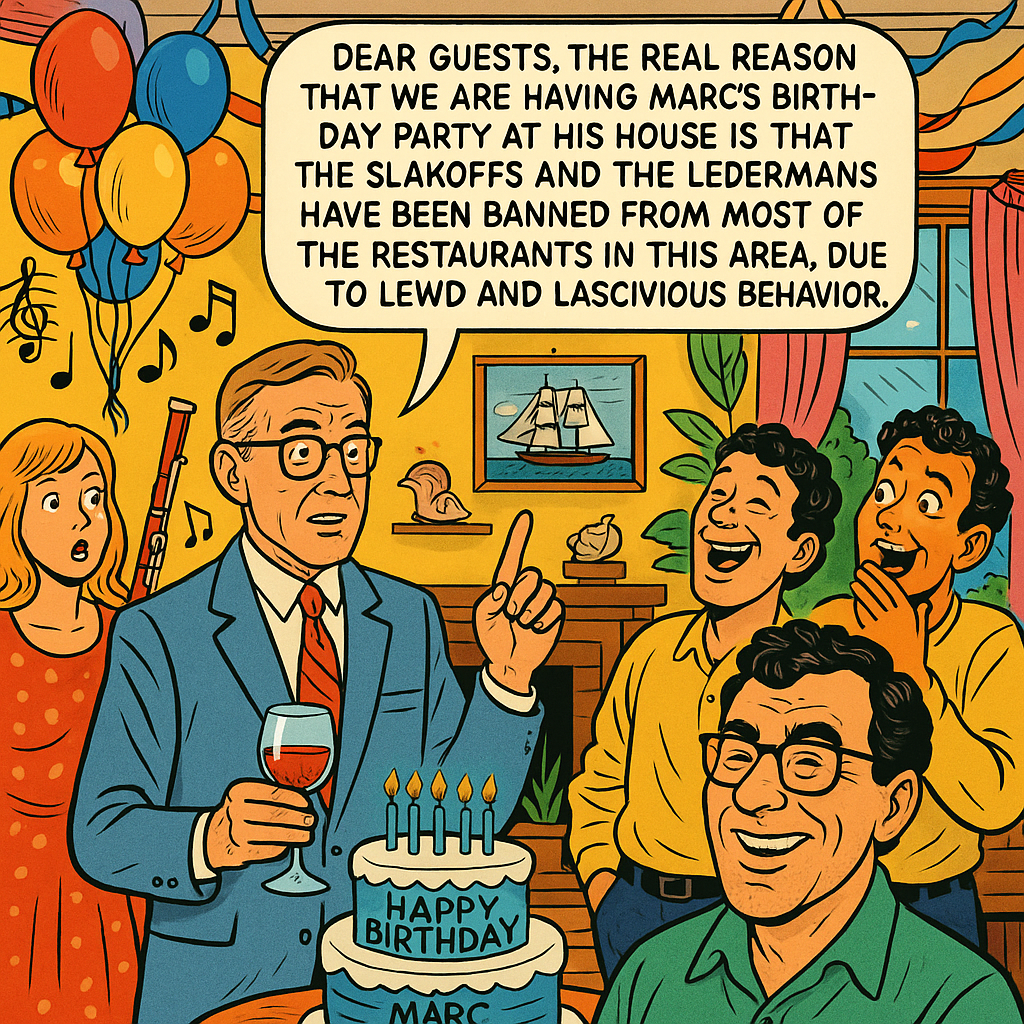 DEAR GUESTS, THE REAL REASON
THAT WE ARE HAVING MARC'S BIRTH-
DAY PARTY AT HIS HOUSE IS THAT
THE SLAKOFFS AND THE LEDERMANS
HAVE BEEN BANNED FROM MOST OF
THE RESTAURANTS IN THIS AREA, DUE
TO LEWD AND LASCIVIOUS BEHAVIOR.
HAPPY
BIRTHDAY
MARC